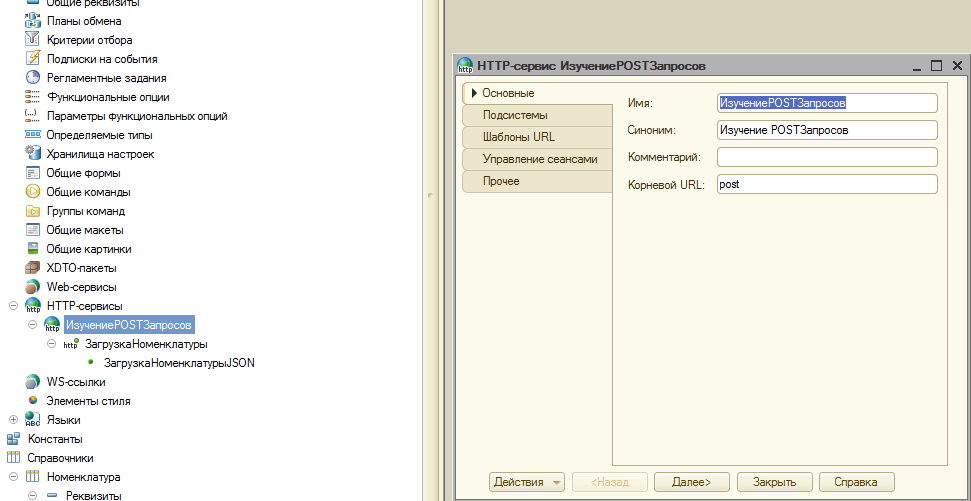 Общие реквизиты
Планы обмена
Критерии отбора
Подписки на события
Регламентные задания
Функциональные опции
Параметры функциональных опций
Определяемые типы
Хранилища настроек
Общие формы
Общие команды
Группы команд
Общие макеты
Общие картинки
XDTO-пакеты
Web-сервисы
HTTP-сервисы
ИзучениеPOSTЗапросов
ЗагрузкаНоменклатуры
ЗагрузкаНоменклатурыJSON
WS-ссылки
Элементы стиля
Языки
Константы
Справочники
Номенклатура
Реквизиты
HTTP-сервис ИзучениеPOSTЗапросов
Основные
Подсистемы
Шаблоны URL
Управление сеансами
Прочее
Имя: ИзучениеPOSTЗапросов
Синоним: Изучение POSTЗапросов
Комментарий:
Корневой URL: post
Действия <Назад Далее> Закрыть Справка